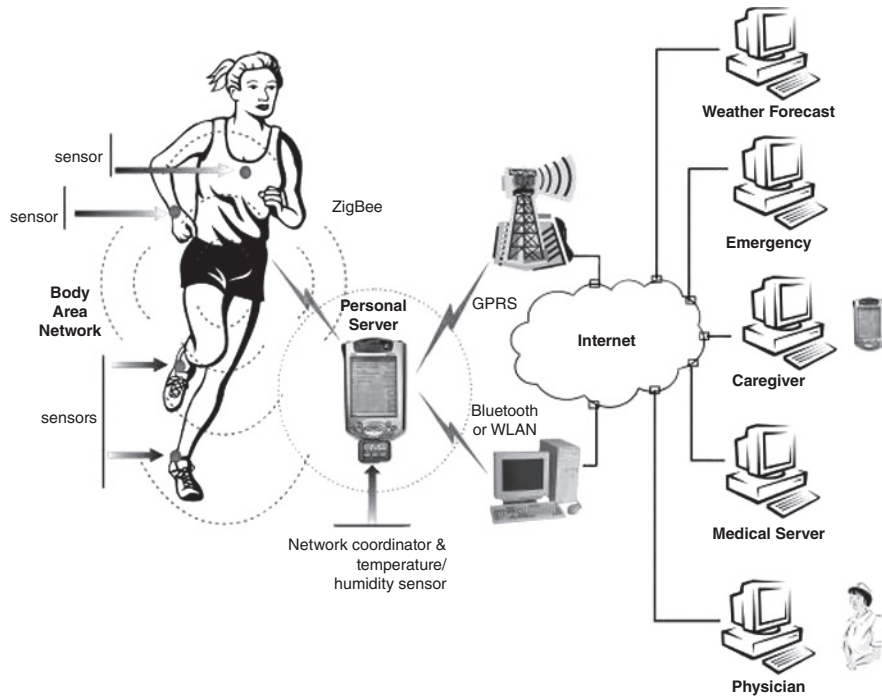 Weather Forecast
sensor
sensor
ZigBee
Emergency
Body
Area
Network
Personal
Server
GPRS
Internet
Caregiver
sensors
Bluetooth
or WLAN
Medical Server
Network coordinator &
temperature/
humidity sensor
Physician